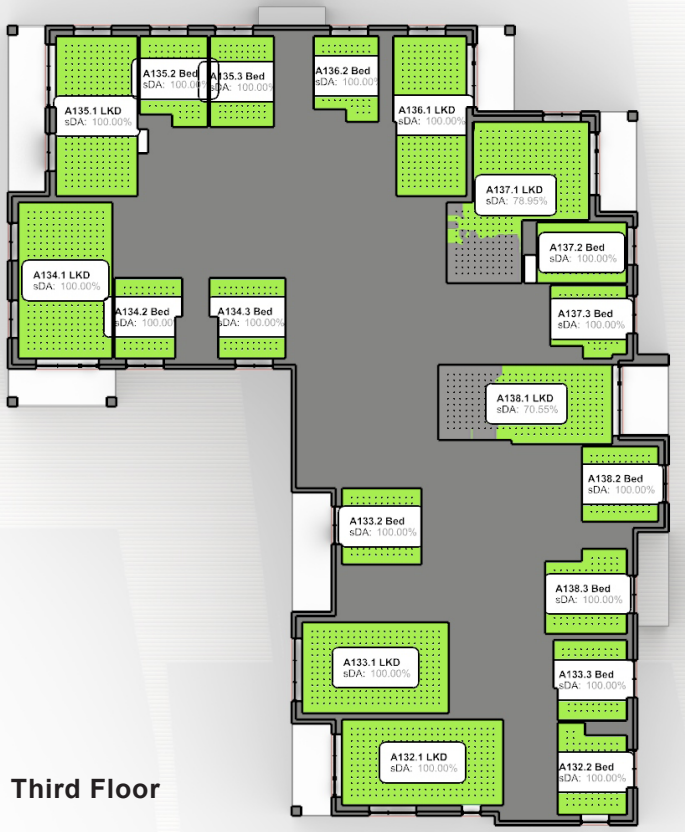 A135.2 Bed
sDA: 100.00%
A135.3 Bed
sDA: 100.00%
A136.2 Bed
sDA: 100.00%
A135.1 LKD
sDA: 100.00%
A136.1 LKD
sDA: 100.00%
A137.1 LKD
sDA: 78.95%
A137.2 Bed
sDA: 100.00%
A134.1 LKD
sDA: 100.00%
A134.2 Bed
sDA: 100.00
A134.3 Bed
sDA: 100.00%
A137.3 Bed
sDA: 100.00%
A138.1 LKD
sDA: 70.55%
A138.2 Bed
sDA: 100.00%
A133.2 Bed
sDA: 100.00%
A138.3 Bed
sDA: 100.00%
A133.1 LKD
sDA: 100.00%
A133.3 Bed
sDA: 100.00%
A132.1 LKD
sDA: 100.00%
A132.2 Bed
sDA: 100.00%
Third Floor